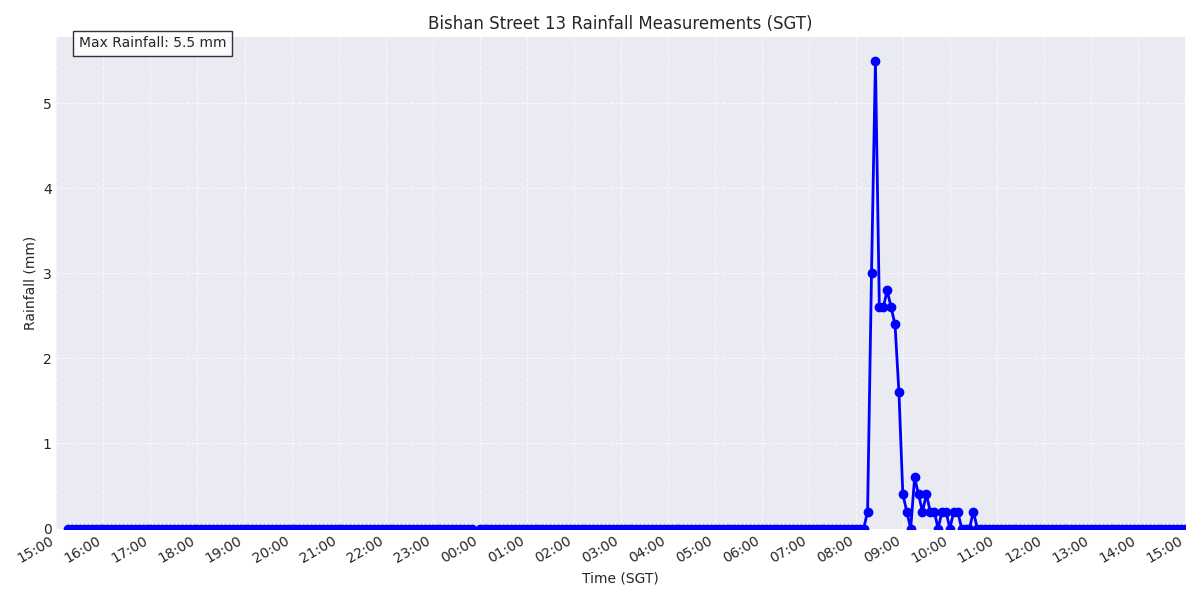 Bishan Street 13 Rainfall Measurements (SGT)
Max Rainfall: 5.5 mm
Rainfall (mm)
5
4
3
2
1
0
15:00 16:00 17:00 18:00 19:00 20:00 21:00 22:00 23:00 00:00 01:00 02:00 03:00 04:00 05:00 06:00 07:00 08:00 09:00 10:00 11:00 12:00 13:00 14:00 15:00
Time (SGT)